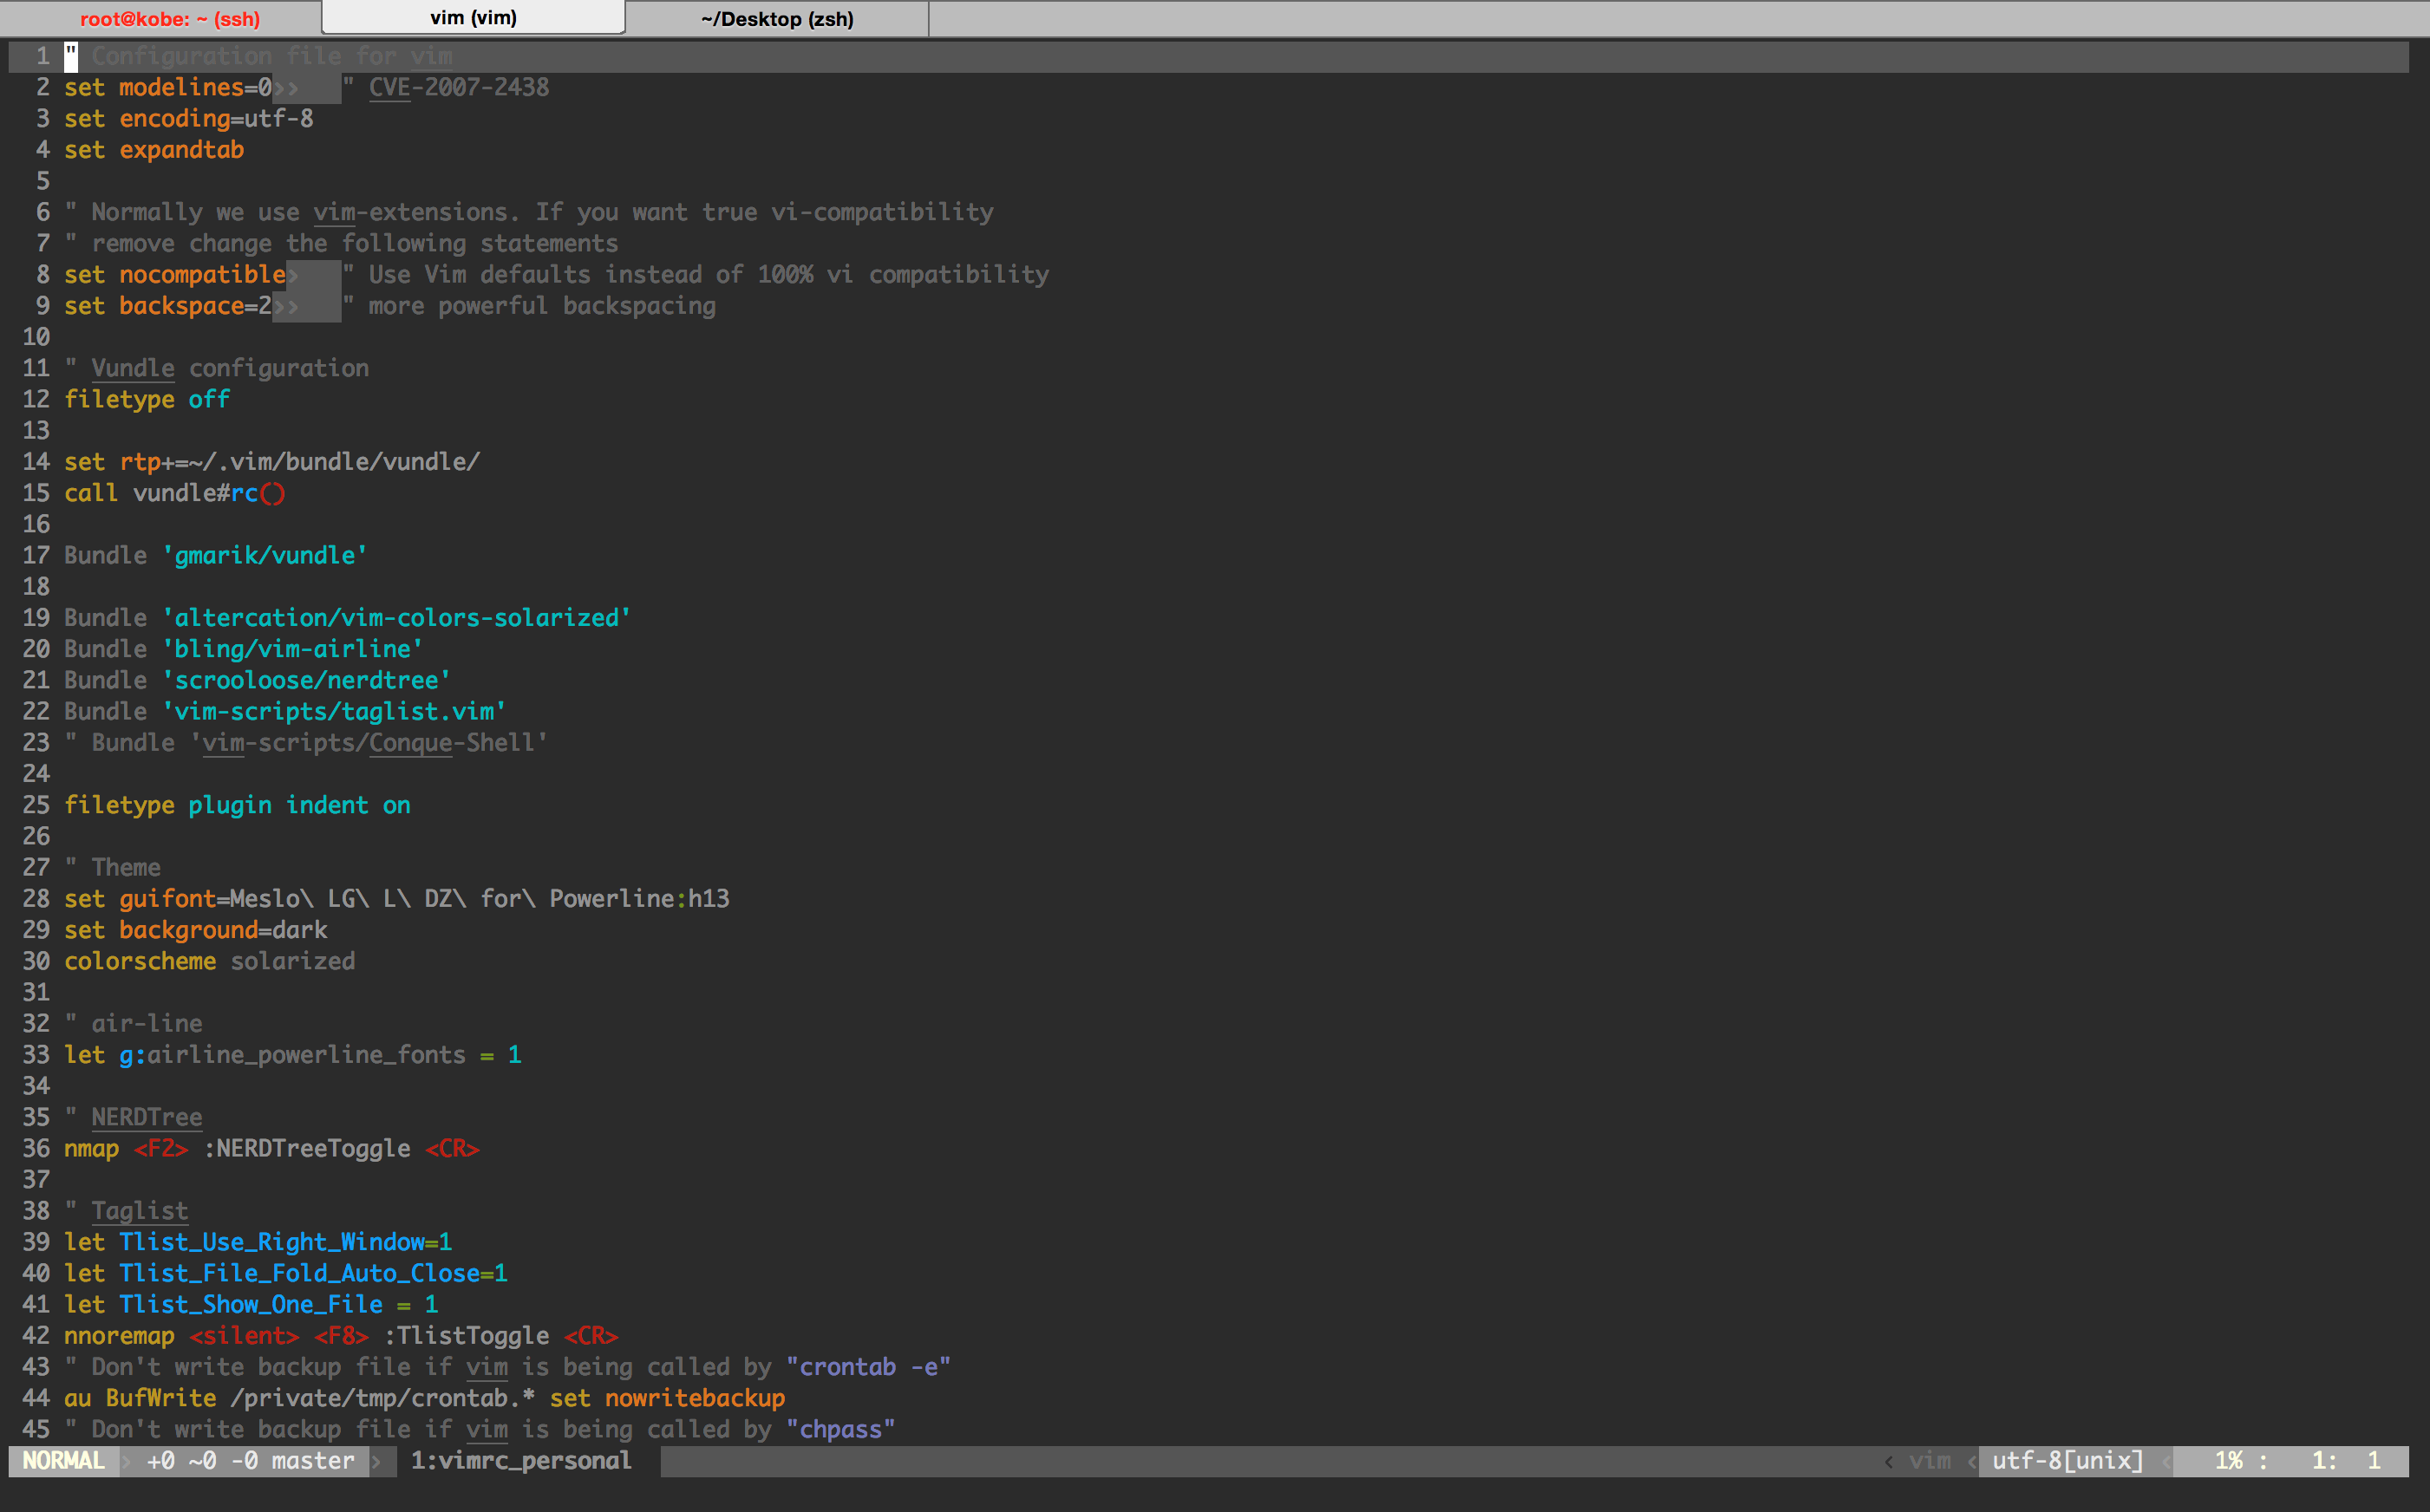 root@kobe: ~ (ssh) vim (vim) ~/Desktop (zsh)
1 " Configuration file for vim
2 set modelines=0›› " CVE-2007-2438
3 set encoding=utf-8
4 set expandtab
5
6 " Normally we use vim-extensions. If you want true vi-compatibility
7 " remove change the following statements
8 set nocompatible› " Use Vim defaults instead of 100% vi compatibility
9 set backspace=2›› " more powerful backspacing
10
11 " Vundle configuration
12 filetype off
13
14 set rtp+=~/.vim/bundle/vundle/
15 call vundle#rc()
16
17 Bundle 'gmarik/vundle'
18
19 Bundle 'altercation/vim-colors-solarized'
20 Bundle 'bling/vim-airline'
21 Bundle 'scrooloose/nerdtree'
22 Bundle 'vim-scripts/taglist.vim'
23 " Bundle 'vim-scripts/Conque-Shell'
24
25 filetype plugin indent on
26
27 " Theme
28 set guifont=Meslo\ LG\ L\ DZ\ for\ Powerline:h13
29 set background=dark
30 colorscheme solarized
31
32 " air-line
33 let g:airline_powerline_fonts = 1
34
35 " NERDTree
36 nmap <F2> :NERDTreeToggle <CR>
37
38 " Taglist
39 let Tlist_Use_Right_Window=1
40 let Tlist_File_Fold_Auto_Close=1
41 let Tlist_Show_One_File = 1
42 nnoremap <silent> <F8> :TlistToggle <CR>
43 " Don't write backup file if vim is being called by "crontab -e"
44 au BufWrite /private/tmp/crontab.* set nowritebackup
45 " Don't write backup file if vim is being called by "chpass"
NORMAL › +0 ~0 -0 master › 1:vimrc_personal ‹ vim ‹ utf-8[unix] ‹ 1% : 1: 1